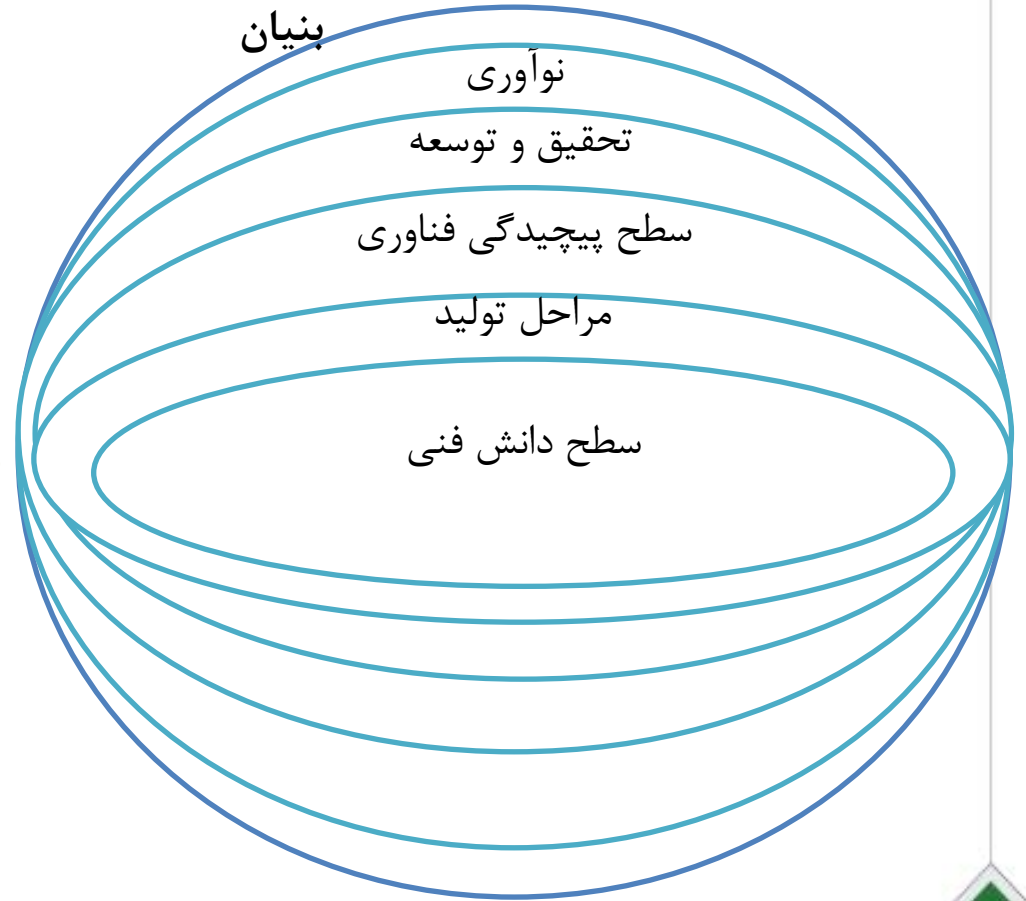 بنیان
نوآوری
تحقیق و توسعه
سطح پیچیدگی فناوری
مراحل تولید
سطح دانش فنی